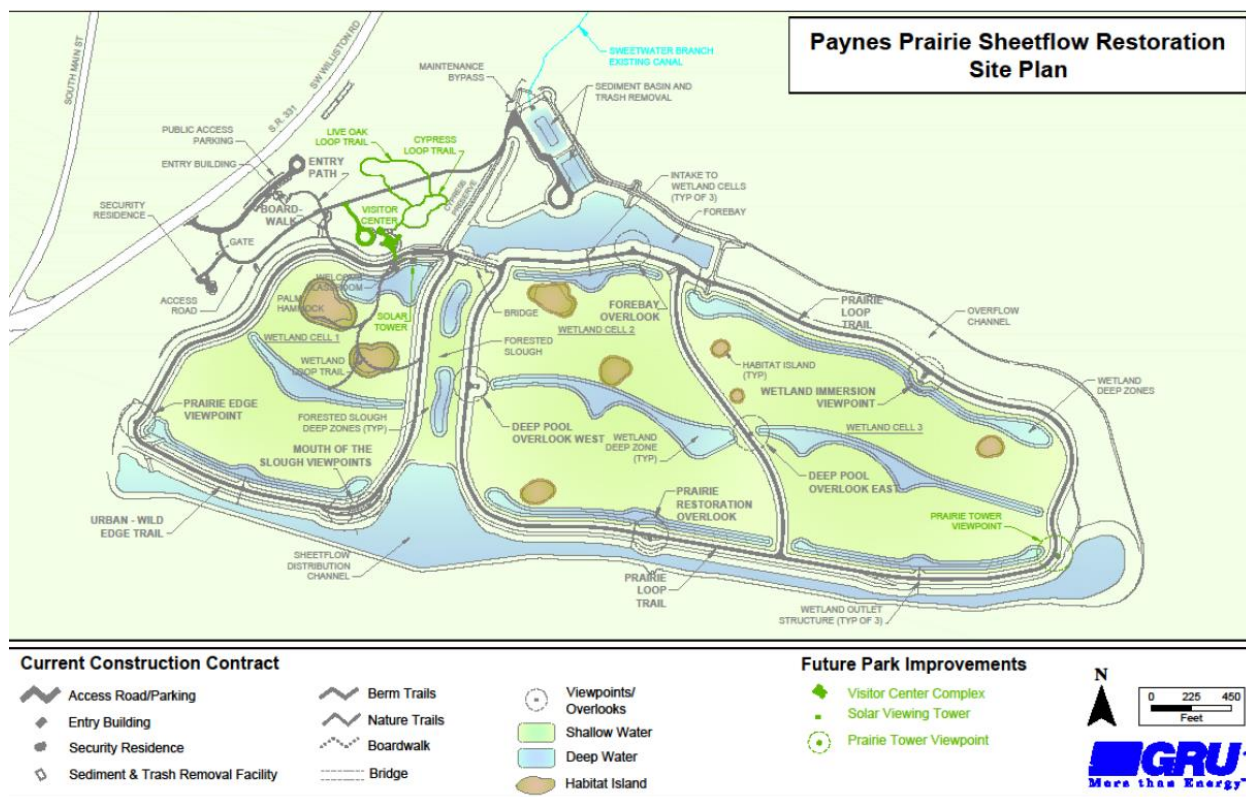 Paynes Prairie Sheetflow Restoration
Site Plan
SOUTH MAIN ST
SW WILLISTON RD
S.R. 331
SWEETWATER BRANCH
EXISTING CANAL
MAINTENANCE
BYPASS
SEDIMENT BASIN AND
TRASH REMOVAL
PUBLIC ACCESS
PARKING
LIVE OAK
LOOP TRAIL
CYPRESS
LOOP TRAIL
ENTRY BUILDING
ENTRY
PATH
CYPRESS
PRESERVE
INTAKE TO
WETLAND CELLS
(TYP OF 3)
SECURITY
RESIDENCE
BOARD-
WALK
VISITOR
CENTER
FOREBAY
GATE
WELCOME
CLASSROOM
ACCESS
ROAD
PALM
HAMMOCK
SOLAR
TOWER
BRIDGE
FOREBAY
OVERLOOK
PRAIRIE
LOOP
TRAIL
OVERFLOW
CHANNEL
WETLAND CELL 1
WETLAND CELL 2
FORESTED
SLOUGH
WETLAND
LOOP TRAIL
HABITAT ISLAND
(TYP)
WETLAND IMMERSION
VIEWPOINT
WETLAND
DEEP ZONES
PRAIRIE EDGE
VIEWPOINT
FORESTED SLOUGH
DEEP ZONES (TYP)
DEEP POOL
OVERLOOK WEST
WETLAND
DEEP ZONE
(TYP)
WETLAND CELL 3
MOUTH OF THE
SLOUGH VIEWPOINTS
DEEP POOL
OVERLOOK EAST
PRAIRIE
RESTORATION
OVERLOOK
PRAIRIE TOWER
VIEWPOINT
URBAN - WILD
EDGE TRAIL
SHEETFLOW
DISTRIBUTION
CHANNEL
PRAIRIE
LOOP
TRAIL
WETLAND OUTLET
STRUCTURE (TYP OF 3)
Current Construction Contract
Access Road/Parking
Entry Building
Security Residence
Sediment & Trash Removal Facility
Berm Trails
Nature Trails
Boardwalk
Bridge
Viewpoints/
Overlooks
Shallow Water
Deep Water
Habitat Island
Future Park Improvements
Visitor Center Complex
Solar Viewing Tower
Prairie Tower Viewpoint
N
0 225 450
Feet
GRU
More than Energy